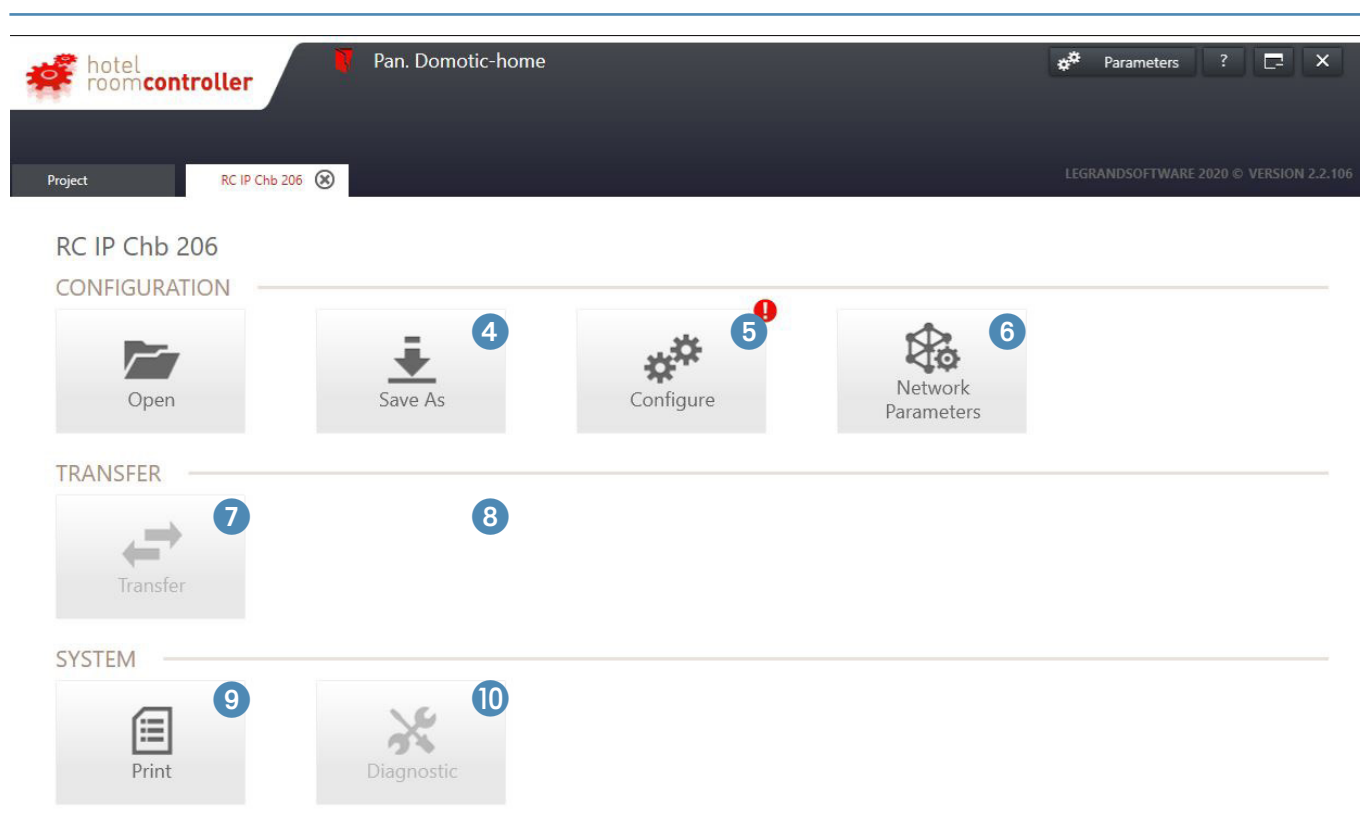 hotel
roomcontroller
Pan. Domotic-home
Parameters ?
Project
RC IP Chb 206
LEGRANDSOFTWARE 2020 © VERSION 2.2.106
RC IP Chb 206
CONFIGURATION
4 5 ! 6
Open
Save As
Configure
Network
Parameters
TRANSFER
7 8
Transfer
SYSTEM
9 10
Print
Diagnostic